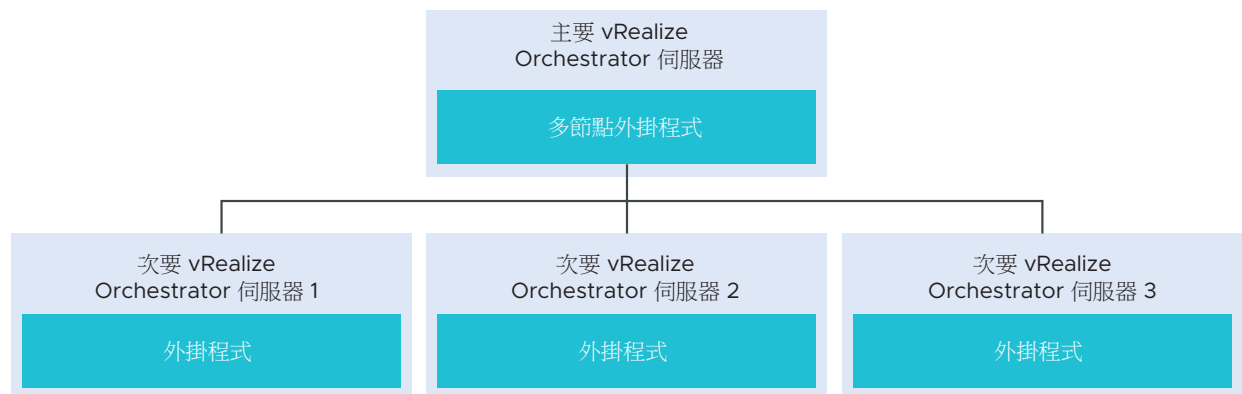 主要 vRealize
Orchestrator 伺服器
多節點外掛程式
次要 vRealize
Orchestrator 伺服器 1
外掛程式
次要 vRealize
Orchestrator 伺服器 2
外掛程式
次要 vRealize
Orchestrator 伺服器 3
外掛程式